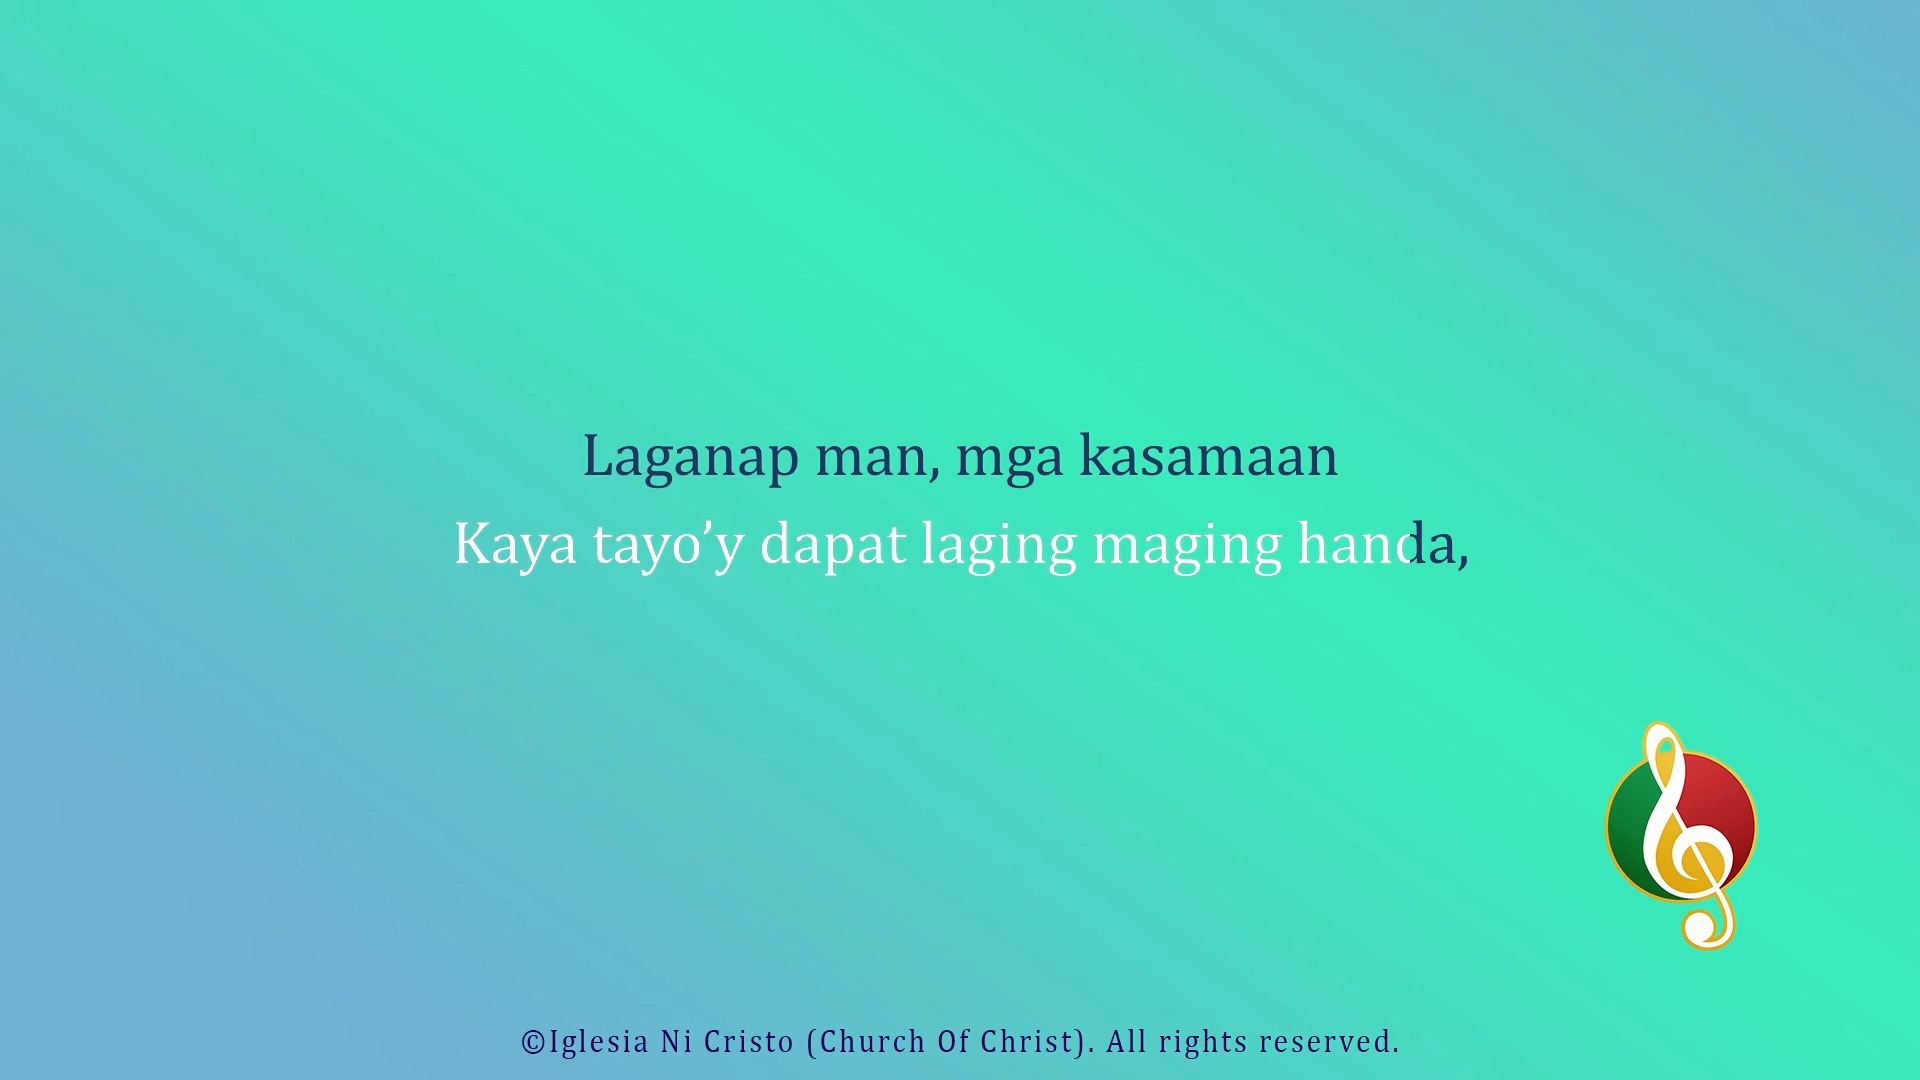 Laganap man, mga kasamaan
Kaya tayo’y dapat laging maging handa,
©Iglesia Ni Cristo (Church Of Christ). All rights reserved.